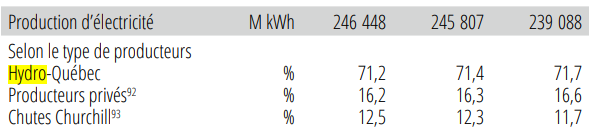 Production d’électricité M kWh 246 448 245 807 239 088
Selon le type de producteurs
Hydro-Québec % 71,2 71,4 71,7
Producteurs privés92 % 16,2 16,3 16,6
Chutes Churchill93 % 12,5 12,3 11,7